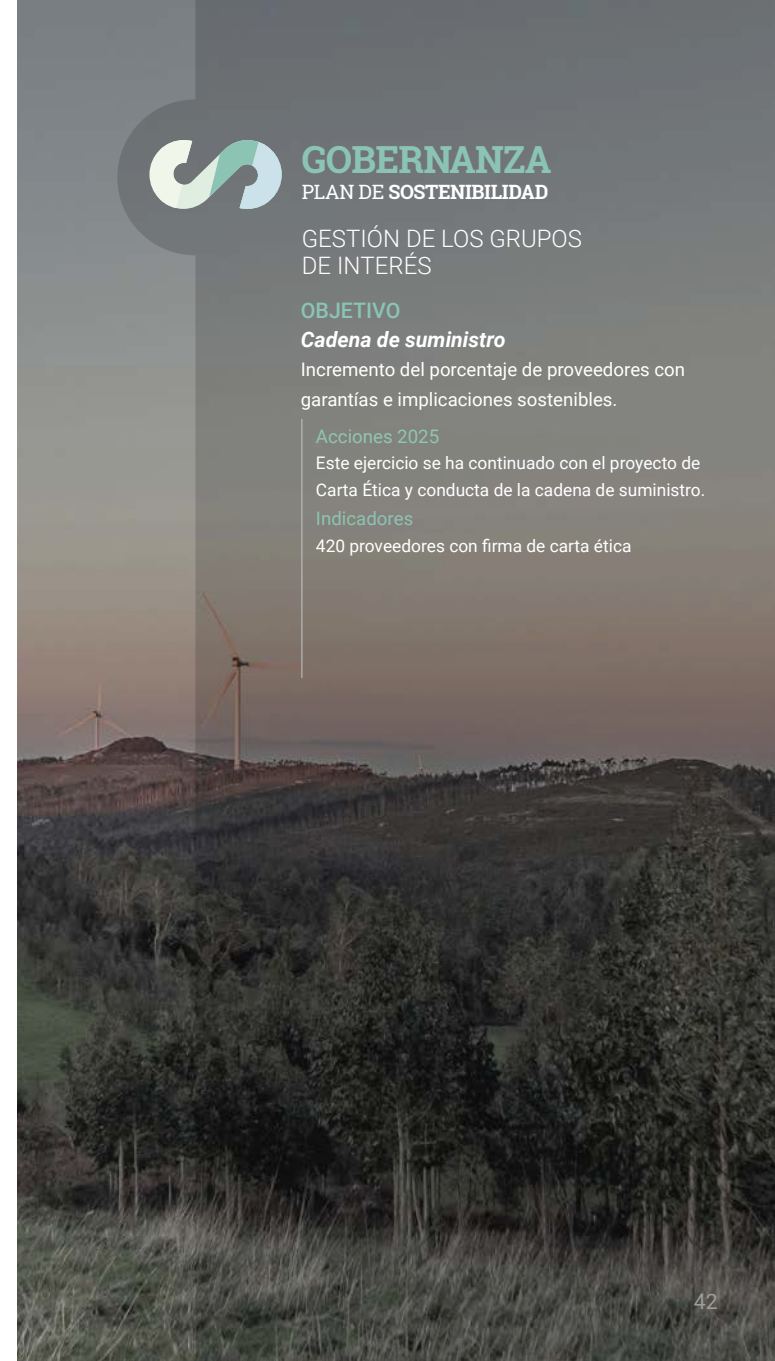 GOBERNANZA
PLAN DE SOSTENIBILIDAD
GESTIÓN DE LOS GRUPOS
DE INTERÉS
OBJETIVO
Cadena de suministro
Incremento del porcentaje de proveedores con
garantías e implicaciones sostenibles.
Acciones 2025
Este ejercicio se ha continuado con el proyecto de
Carta Ética y conducta de la cadena de suministro.
Indicadores
420 proveedores con firma de carta ética
42